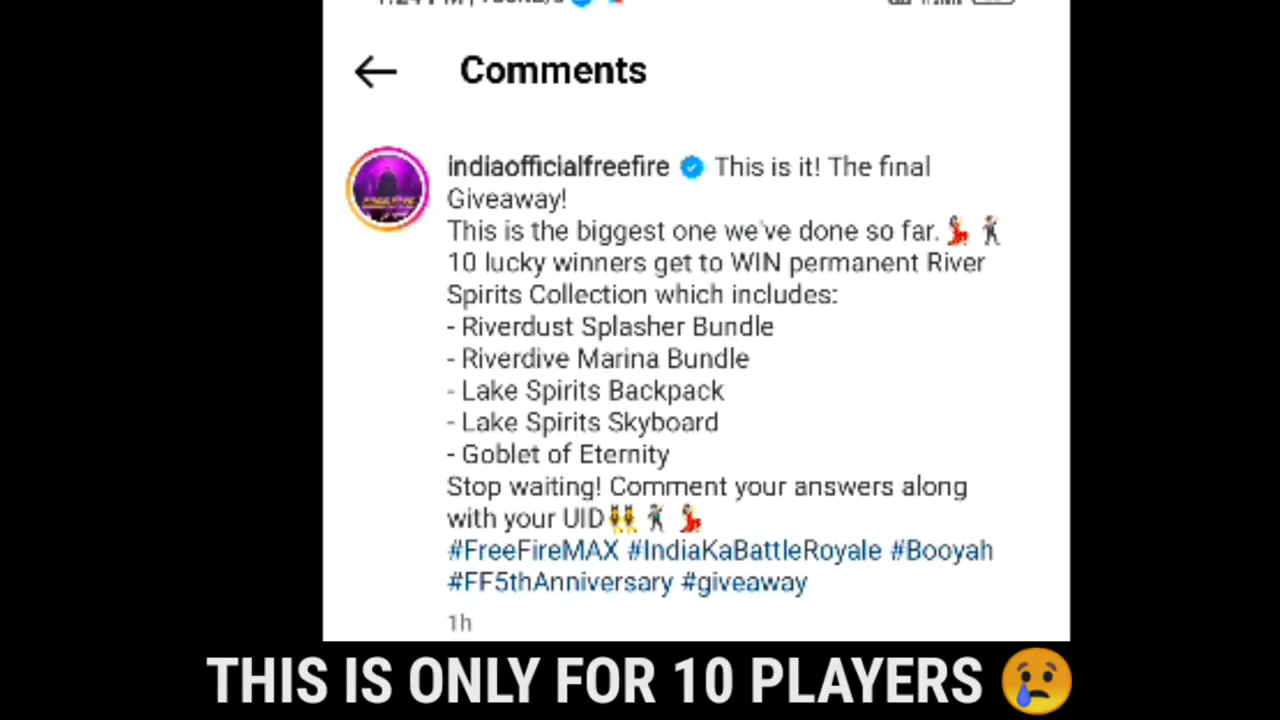 Comments
indiaofficialfreefire This is it! The final
Giveaway!
This is the biggest one we've done so far.💃🕺
10 lucky winners get to WIN permanent River
Spirits Collection which includes:
- Riverdust Splasher Bundle
- Riverdive Marina Bundle
- Lake Spirits Backpack
- Lake Spirits Skyboard
- Goblet of Eternity
Stop waiting! Comment your answers along
with your UID👯🕺💃
#FreeFireMAX #IndiaKaBattleRoyale #Booyah
#FF5thAnniversary #giveaway
1h
THIS IS ONLY FOR 10 PLAYERS 😢